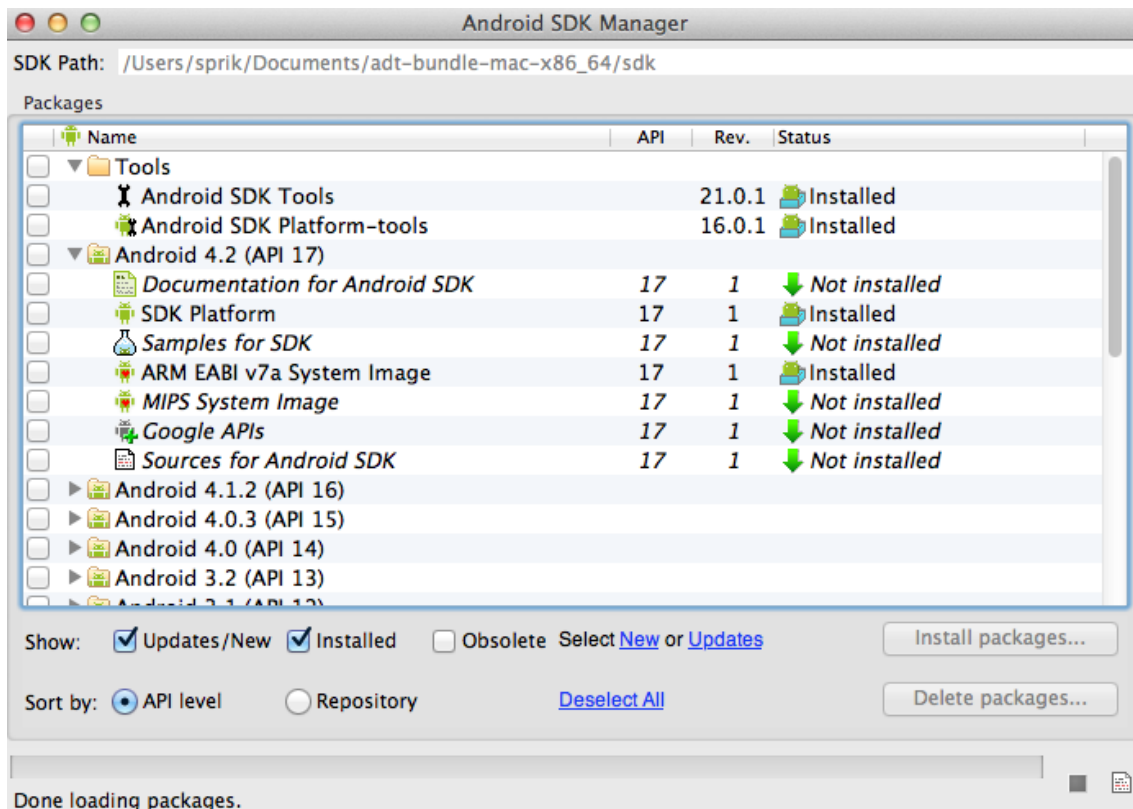 Android SDK Manager
SDK Path: /Users/sprik/Documents/adt-bundle-mac-x86_64/sdk
Packages
Name API Rev. Status
Tools
Android SDK Tools 21.0.1 Installed
Android SDK Platform-tools 16.0.1 Installed
Android 4.2 (API 17)
Documentation for Android SDK 17 1 Not installed
SDK Platform 17 1 Installed
Samples for SDK 17 1 Not installed
ARM EABI v7a System Image 17 1 Installed
MIPS System Image 17 1 Not installed
Google APIs 17 1 Not installed
Sources for Android SDK 17 1 Not installed
Android 4.1.2 (API 16)
Android 4.0.3 (API 15)
Android 4.0 (API 14)
Android 3.2 (API 13)
Android 3.1 (API 12)
Show: Updates/New Installed Obsolete Select New or Updates Install packages...
Sort by: API level Repository Deselect All Delete packages...
Done loading packages.